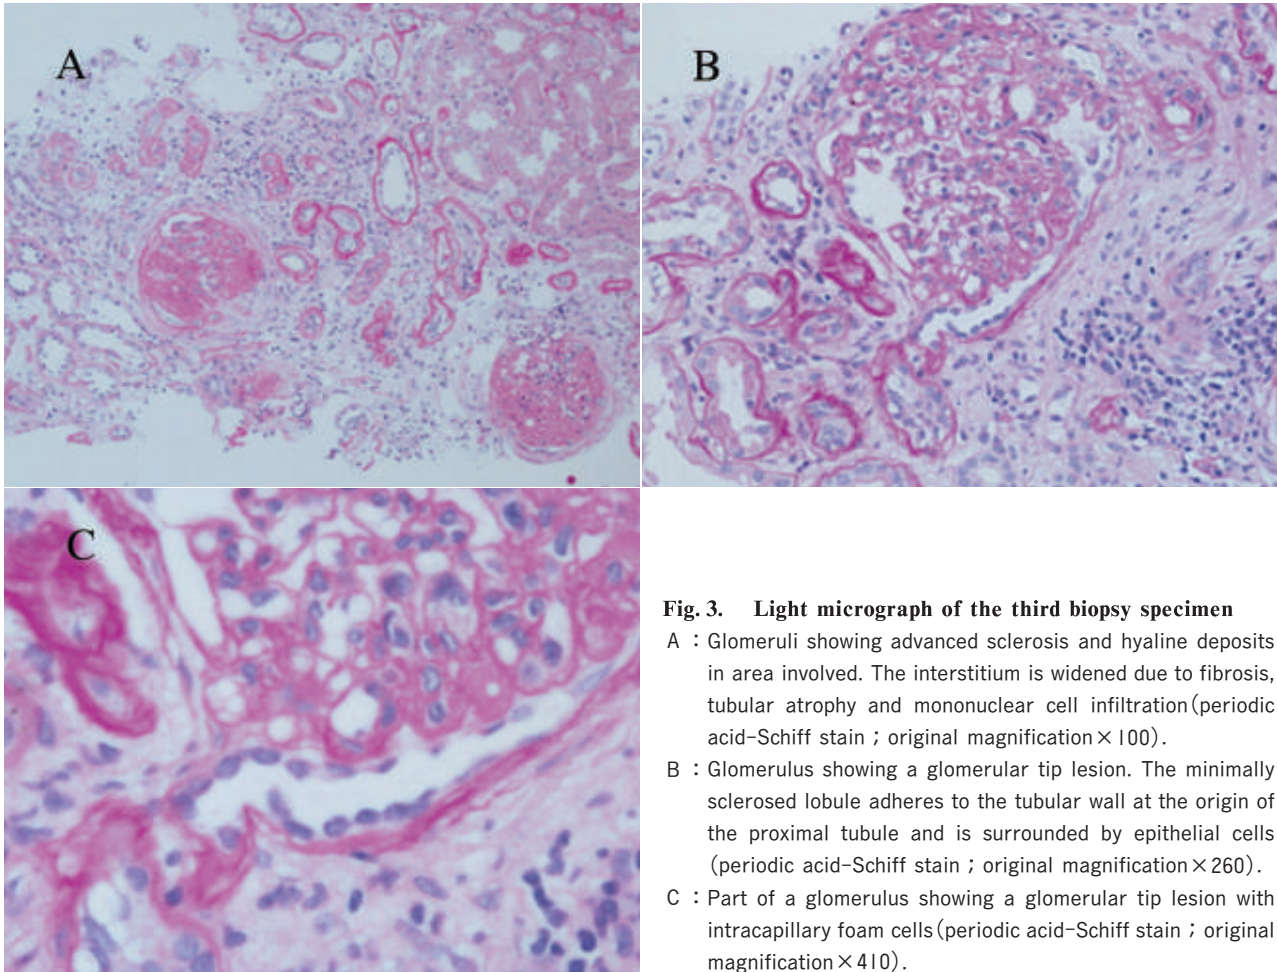 A
B
C
Fig. 3. Light micrograph of the third biopsy specimen
A : Glomeruli showing advanced sclerosis and hyaline deposits
in area involved. The interstitium is widened due to fibrosis,
tubular atrophy and mononuclear cell infiltration(periodic
acid-Schiff stain ; original magnification×100).
B : Glomerulus showing a glomerular tip lesion. The minimally
sclerosed lobule adheres to the tubular wall at the origin of
the proximal tubule and is surrounded by epithelial cells
(periodic acid-Schiff stain ; original magnification×260).
C : Part of a glomerulus showing a glomerular tip lesion with
intracapillary foam cells(periodic acid-Schiff stain ; original
magnification×410).